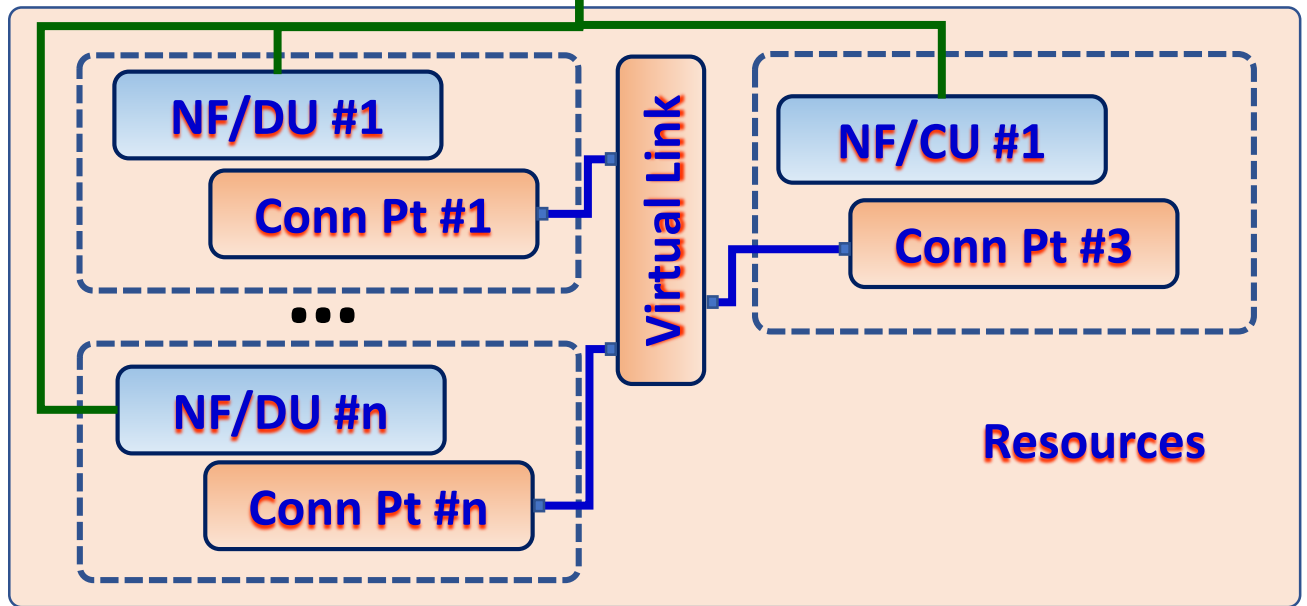 NF/DU #1
Conn Pt #1
...
NF/DU #n
Conn Pt #n
Virtual Link
NF/CU #1
Conn Pt #3
Resources